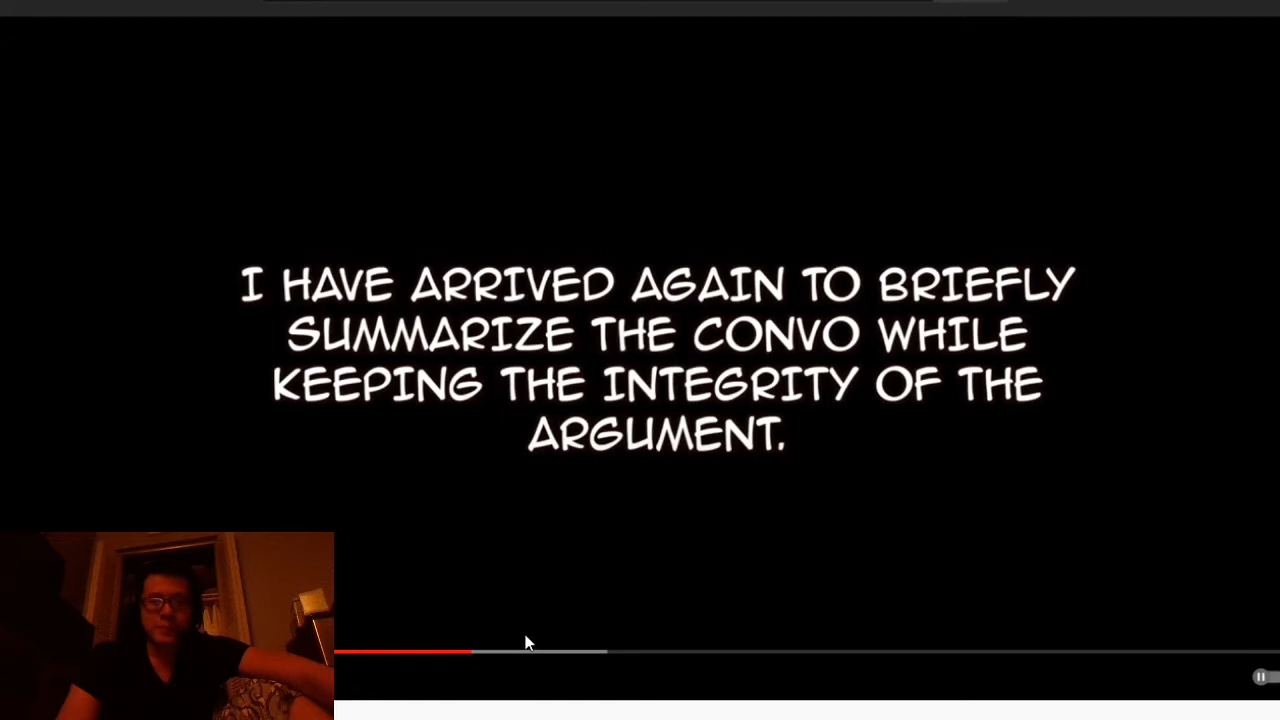 I HAVE ARRIVED AGAIN TO BRIEFLY
SUMMARIZE THE CONVO WHILE
KEEPING THE INTEGRITY OF THE
ARGUMENT.